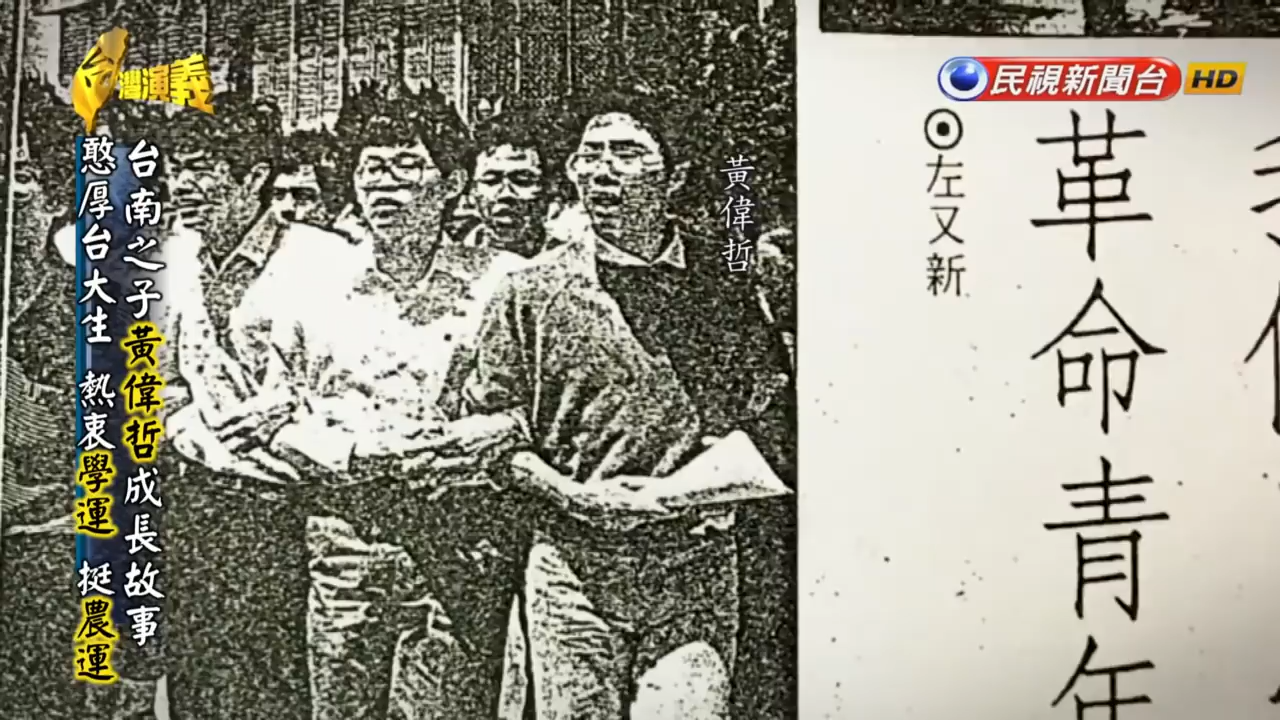 台灣演義
民視新聞台 HD
台南之子黃偉哲成長故事
憨厚台大生 熱衷學運 挺農運
黃偉哲
革命青年
⊙左又新